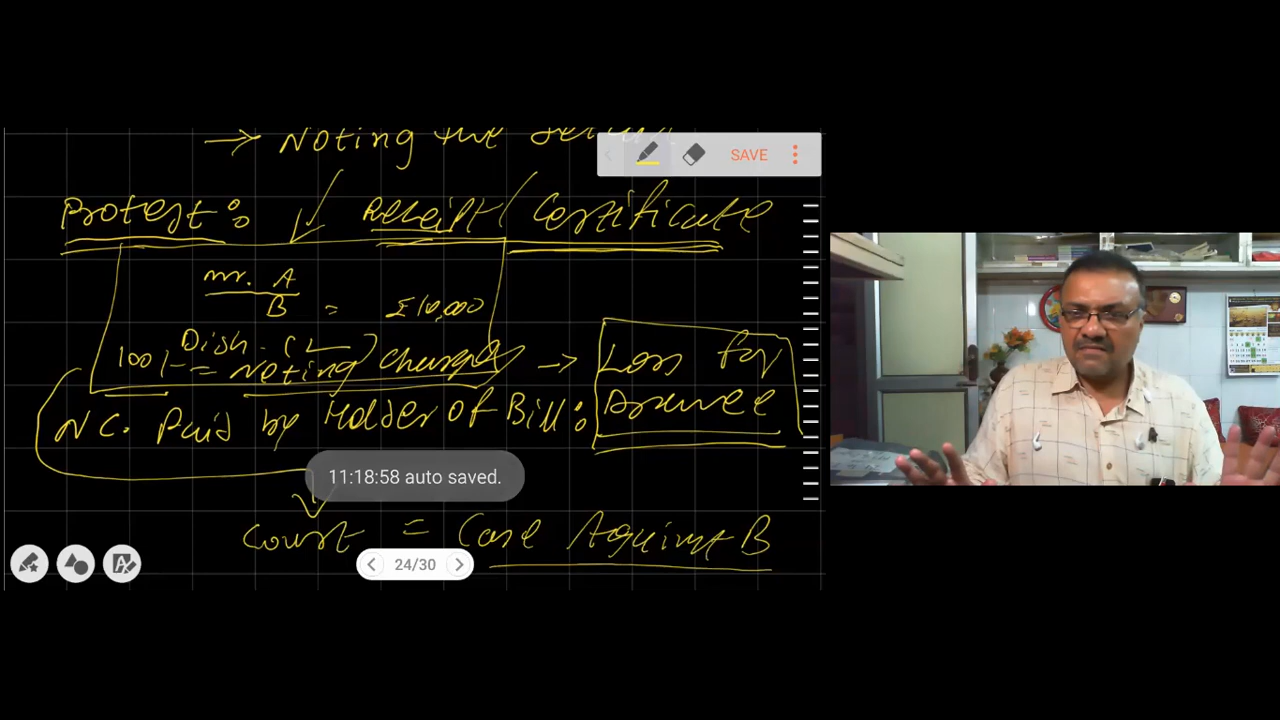 → Noting the
SAVE
Protest: Receipt / Certificate
Mr. A
B = ₹10,000
Dish. (L)
100/- = Noting charges → Loss for
N C. Paid by Holder of Bill: Drawee
11:18:58 auto saved.
Court = Case Against B
24/30